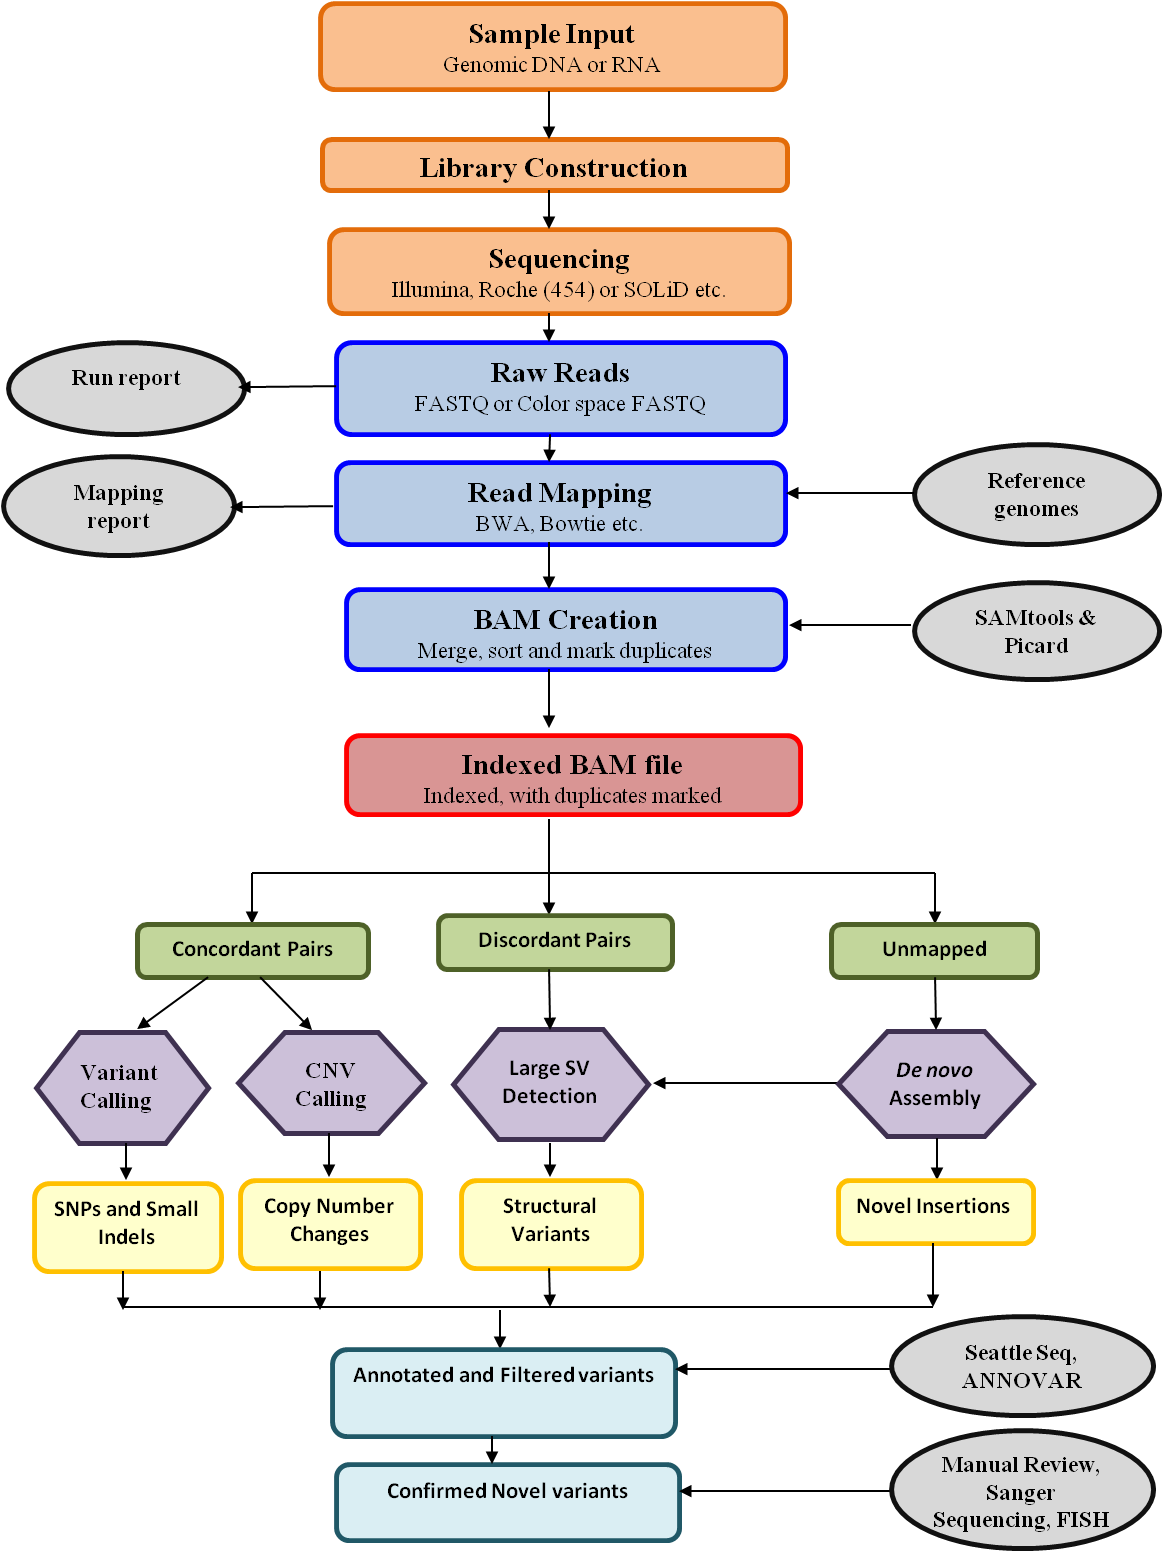 Sample Input
Genomic DNA or RNA
Library Construction
Sequencing
Illumina, Roche (454) or SOLiD etc.
Run report
Raw Reads
FASTQ or Color space FASTQ
Mapping
report
Read Mapping
BWA, Bowtie etc.
Reference
genomes
BAM Creation
Merge, sort and mark duplicates
SAMtools &
Picard
Indexed BAM file
Indexed, with duplicates marked
Concordant Pairs
Discordant Pairs
Unmapped
Variant
Calling
CNV
Calling
Large SV
Detection
De novo
Assembly
SNPs and Small
Indels
Copy Number
Changes
Structural
Variants
Novel Insertions
Annotated and Filtered variants
Seattle Seq,
ANNOVAR
Confirmed Novel variants
Manual Review,
Sanger
Sequencing, FISH